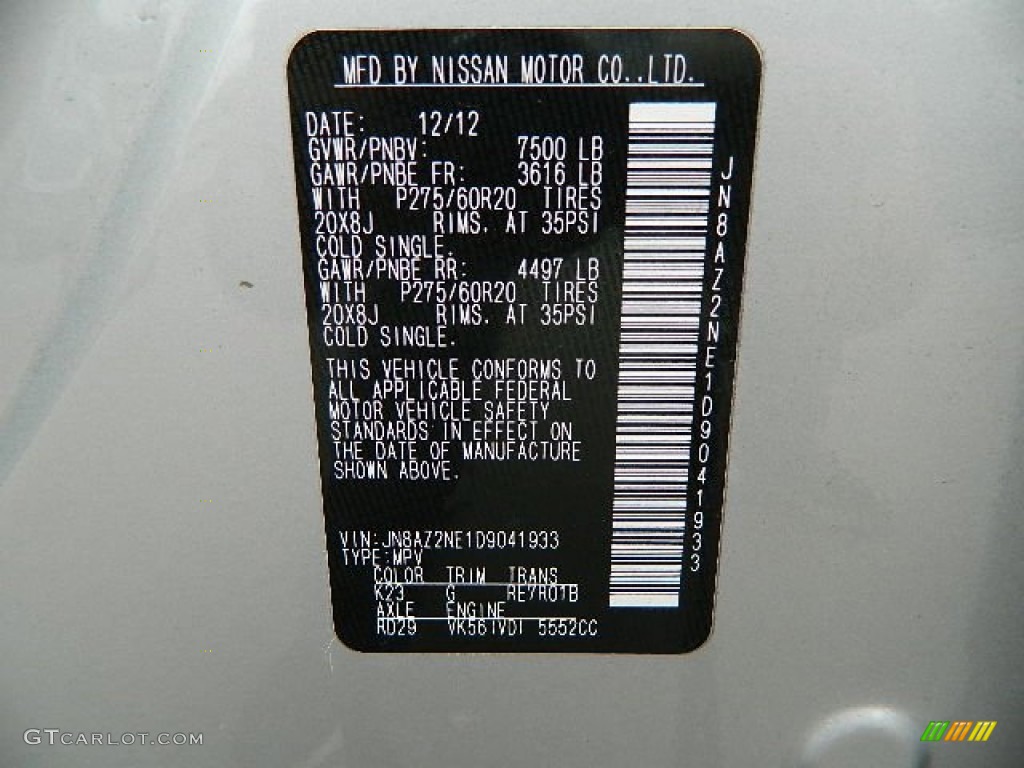 MFD BY NISSAN MOTOR CO.,LTD.
DATE: 12/12
GVWR/PNBV: 7500 LB
GAWR/PNBE FR: 3616 LB
WITH P275/60R20 TIRES
20X8J RIMS. AT 35PSI
COLD SINGLE.
GAWR/PNBE RR: 4497 LB
WITH P275/60R20 TIRES
20X8J RIMS. AT 35PSI
COLD SINGLE.
THIS VEHICLE CONFORMS TO
ALL APPLICABLE FEDERAL
MOTOR VEHICLE SAFETY
STANDARDS IN EFFECT ON
THE DATE OF MANUFACTURE
SHOWN ABOVE.
VIN:JN8AZ2NE1D9041933
TYPE:MPV
COLOR TRIM TRANS
K23 G RE7R01B
AXLE ENGINE
RD29 VK56(VD) 5552CC
JN8AZ2NE1D9041933
GTCARLOT.COM